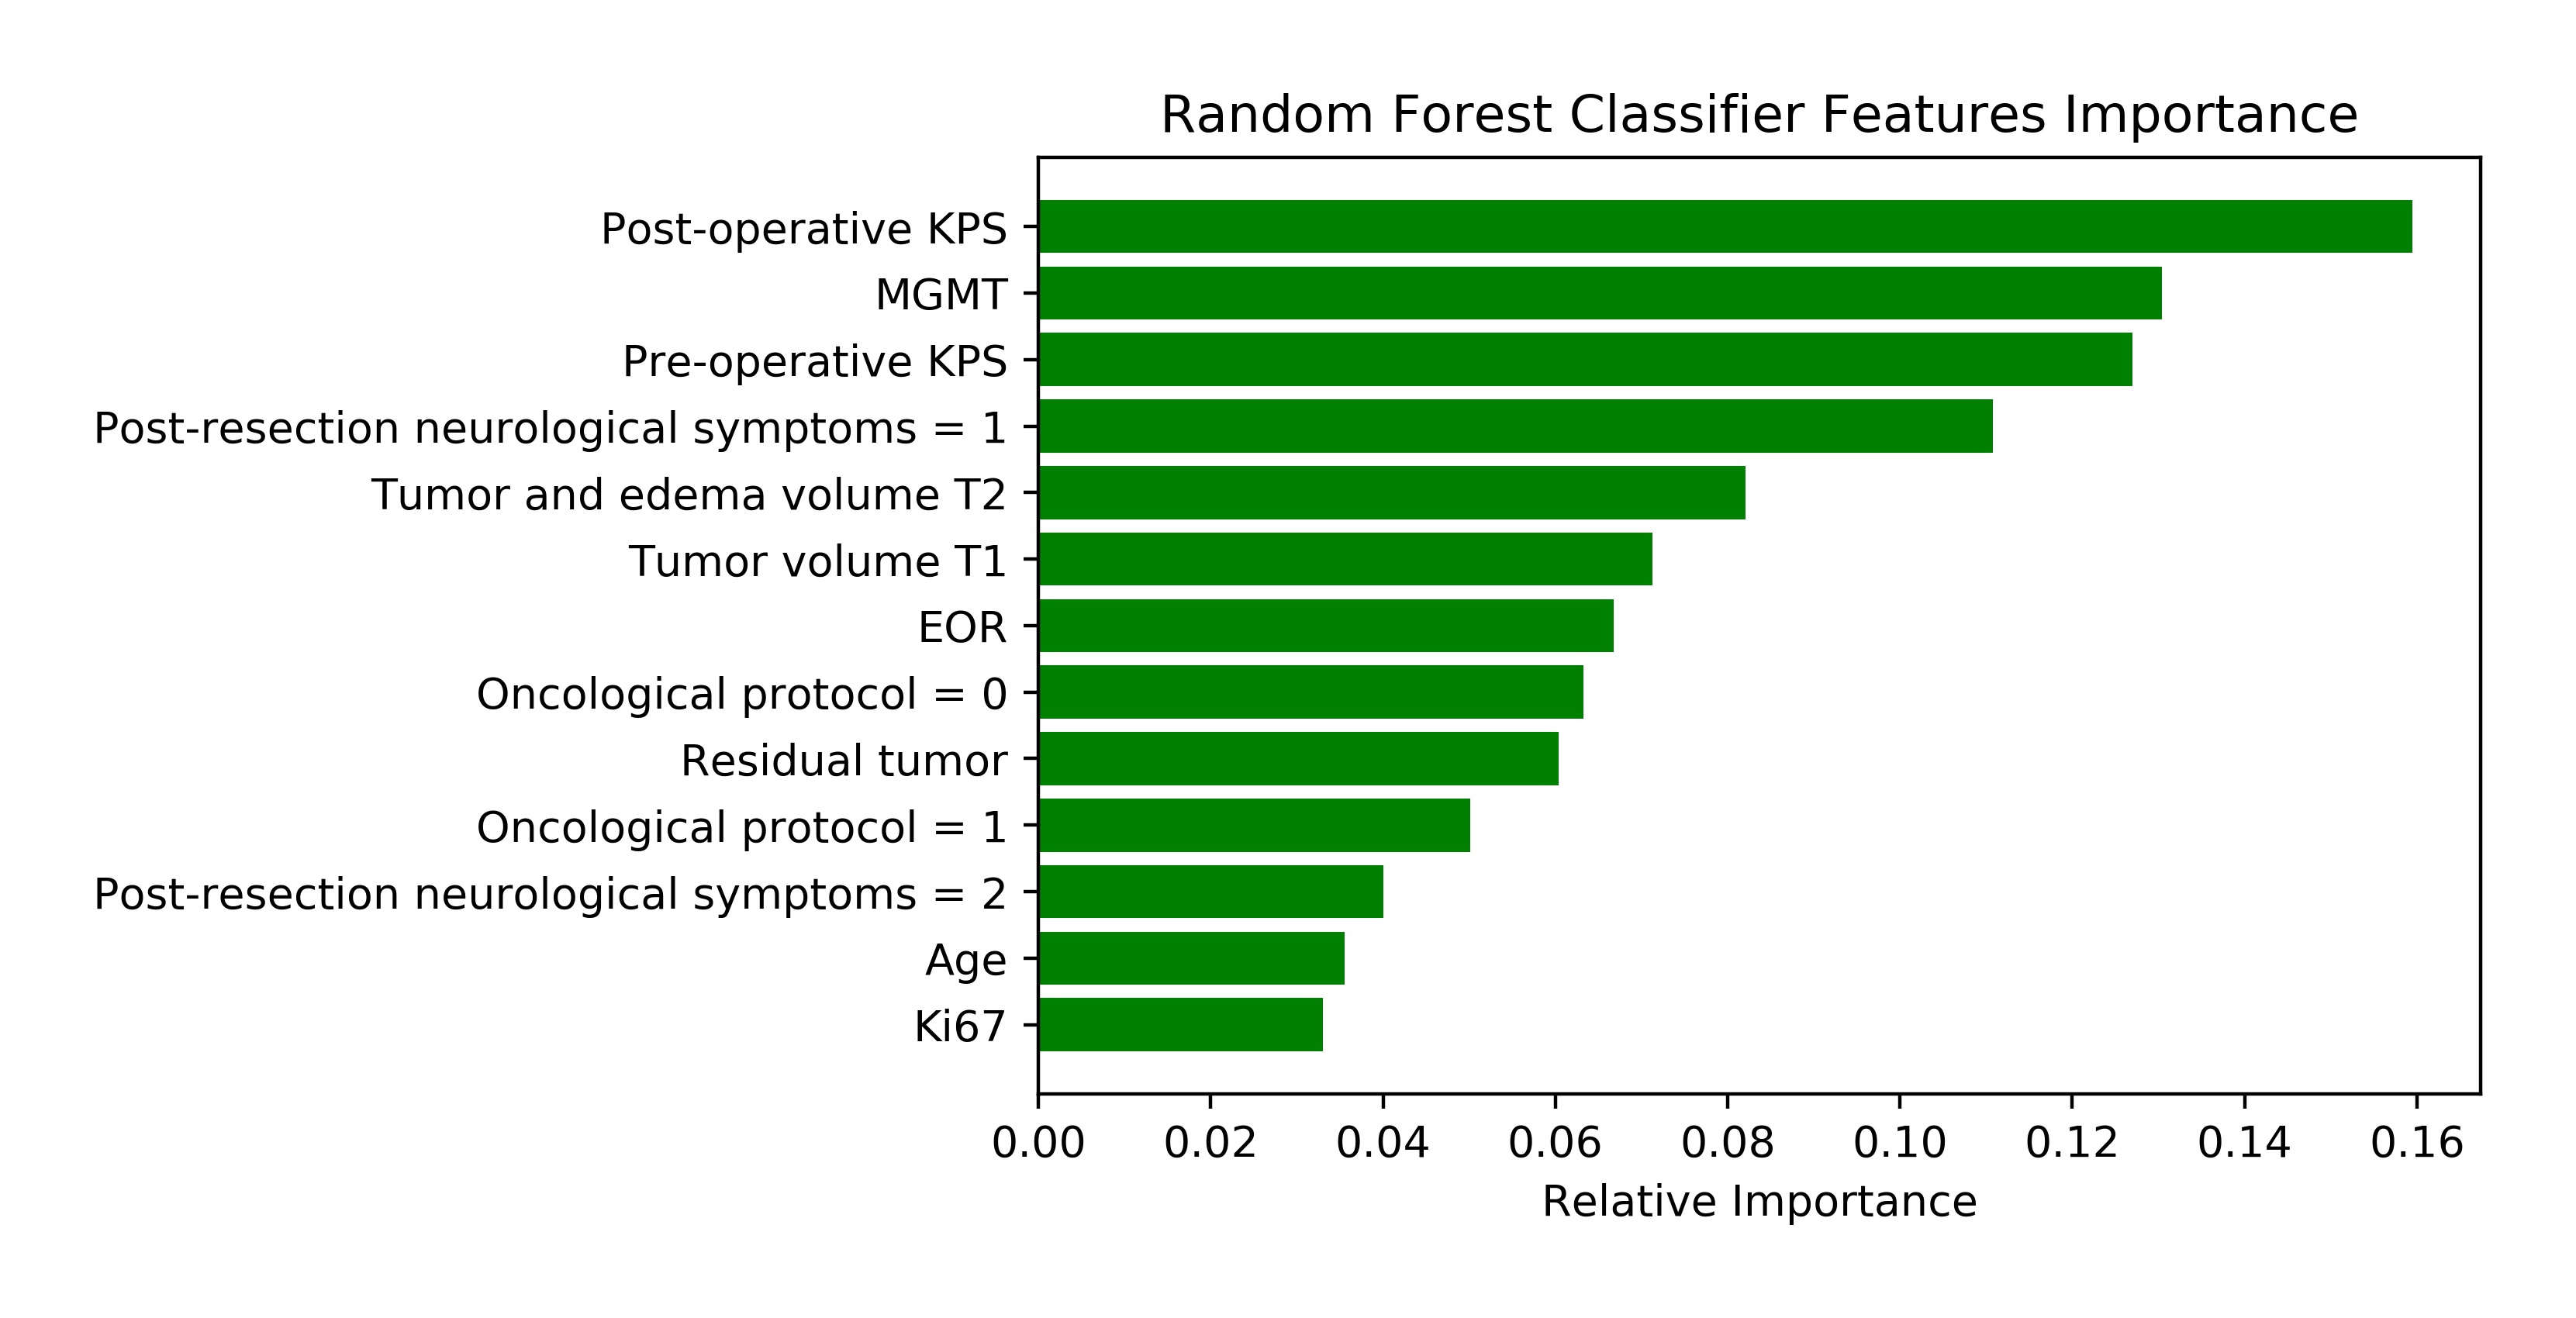 Random Forest Classifier Features Importance
Post-operative KPS
MGMT
Pre-operative KPS
Post-resection neurological symptoms = 1
Tumor and edema volume T2
Tumor volume T1
EOR
Oncological protocol = 0
Residual tumor
Oncological protocol = 1
Post-resection neurological symptoms = 2
Age
Ki67
0.00 0.02 0.04 0.06 0.08 0.10 0.12 0.14 0.16
Relative Importance